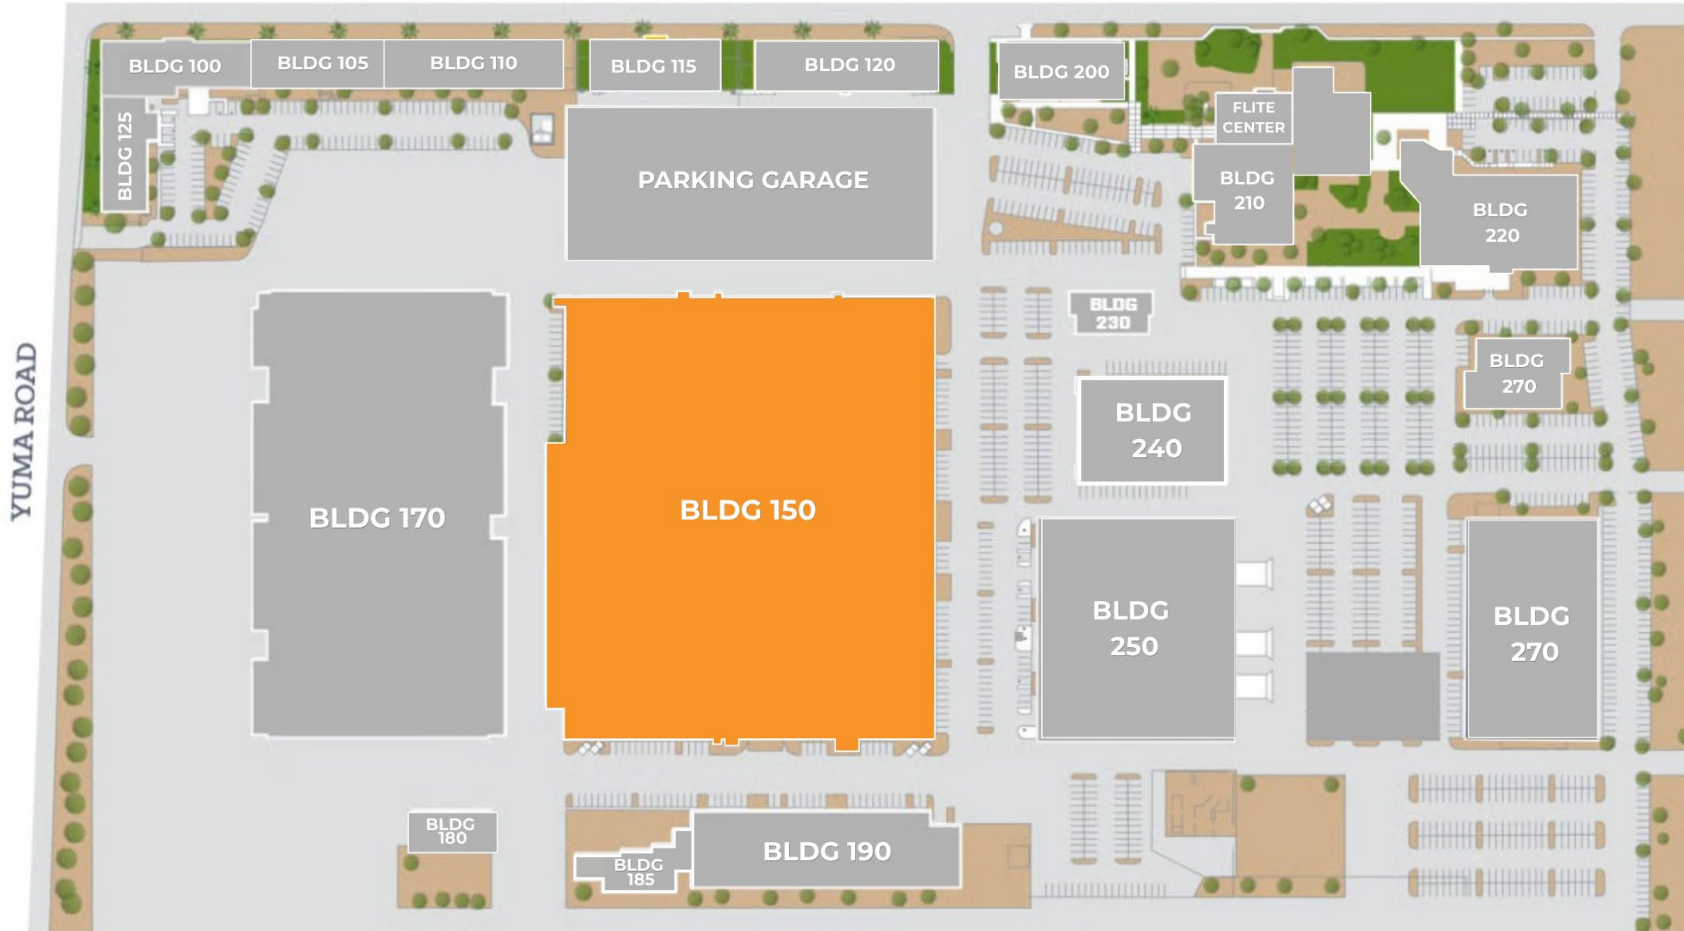 BLDG 100
BLDG 105
BLDG 110
BLDG 115
BLDG 120
BLDG 200
BLDG 125
PARKING GARAGE
FLITE
CENTER
BLDG
210
BLDG
220
BLDG
230
YUMA ROAD
BLDG
270
BLDG
240
BLDG 170
BLDG 150
BLDG
250
BLDG
270
BLDG
180
BLDG
185
BLDG 190